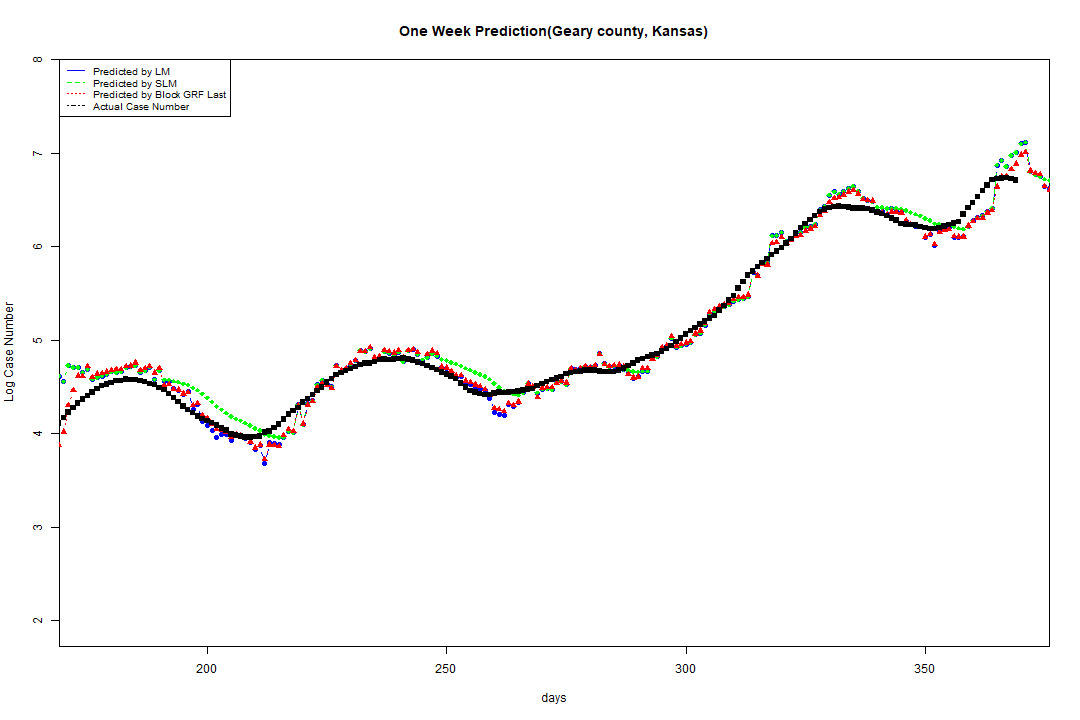 One Week Prediction(Geary county, Kansas)
Predicted by LM
Predicted by SLM
Predicted by Block GRF Last
Actual Case Number
8
7
6
5
4
3
2
Log Case Number
200 250 300 350
days